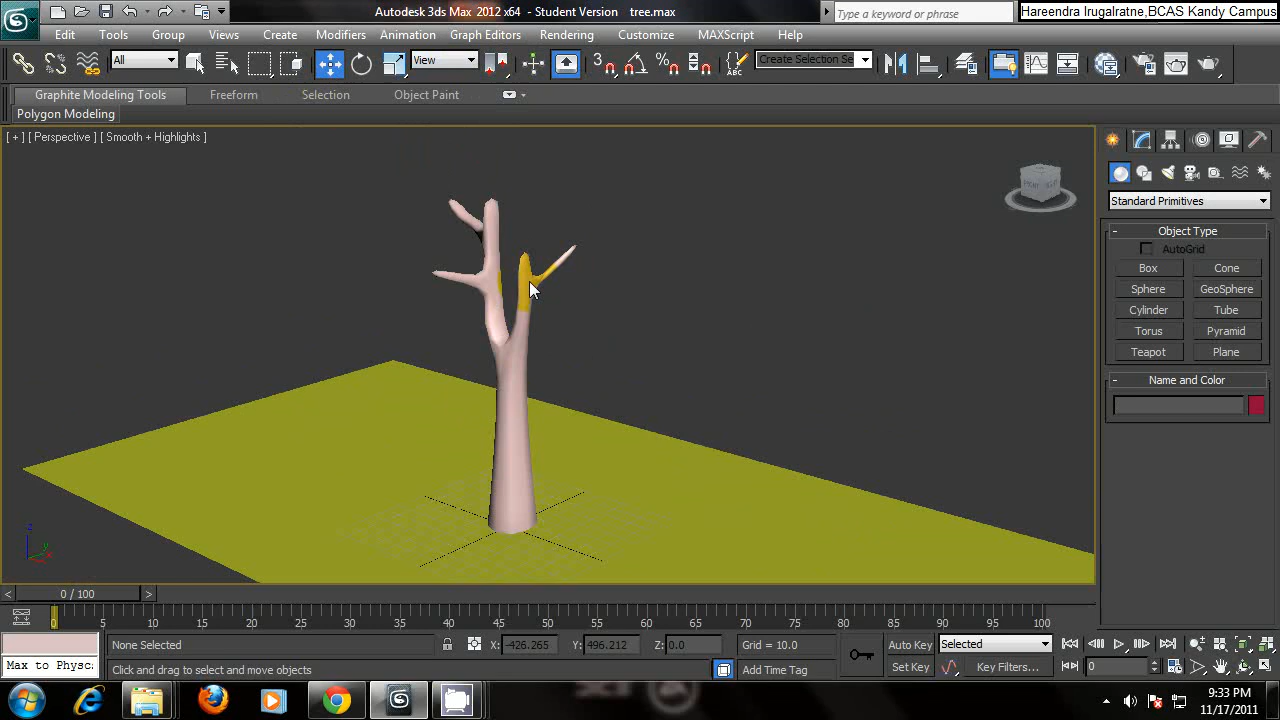 Autodesk 3ds Max 2012 x64 - Student Version tree.max
Type a keyword or phrase
Hareendra Irugalratne,BCAS Kandy Campus
Edit Tools Group Views Create Modifiers Animation Graph Editors Rendering Customize MAXScript Help
All
View
3
Create Selection Se
Graphite Modeling Tools Freeform Selection Object Paint
Polygon Modeling
[ + ] [ Perspective ] [ Smooth + Highlights ]
Standard Primitives
- Object Type
AutoGrid
Box Cone
Sphere GeoSphere
Cylinder Tube
Torus Pyramid
Teapot Plane
- Name and Color
z
y
x
< 0 / 100 >
0 5 10 15 20 25 30 35 40 45 50 55 60 65 70 75 80 85 90 95 100
None Selected
X: -426.265 Y: 496.212 Z: 0.0 Grid = 10.0
Auto Key Selected
Max to Physc
Click and drag to select and move objects
Add Time Tag
Set Key Key Filters... 0
9:33 PM
11/17/2011